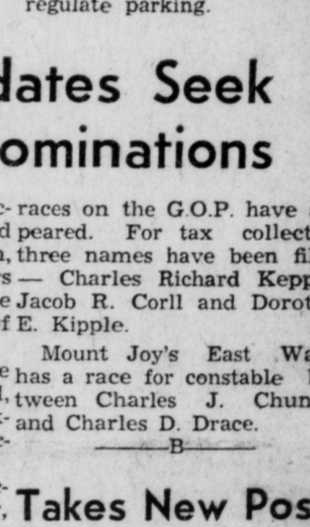 regulate parking.
dates Seek
ominations
c- races on the G.O.P. have
d peared. For tax collect
, three names have been fi
s — Charles Richard Kepp
e Jacob R. Corll and Dorot
f E. Kipple.
Mount Joy's East Wa
e has a race for constable
, tween Charles J. Chun
- and Charles D. Drace.
- B
. Takes New Pos